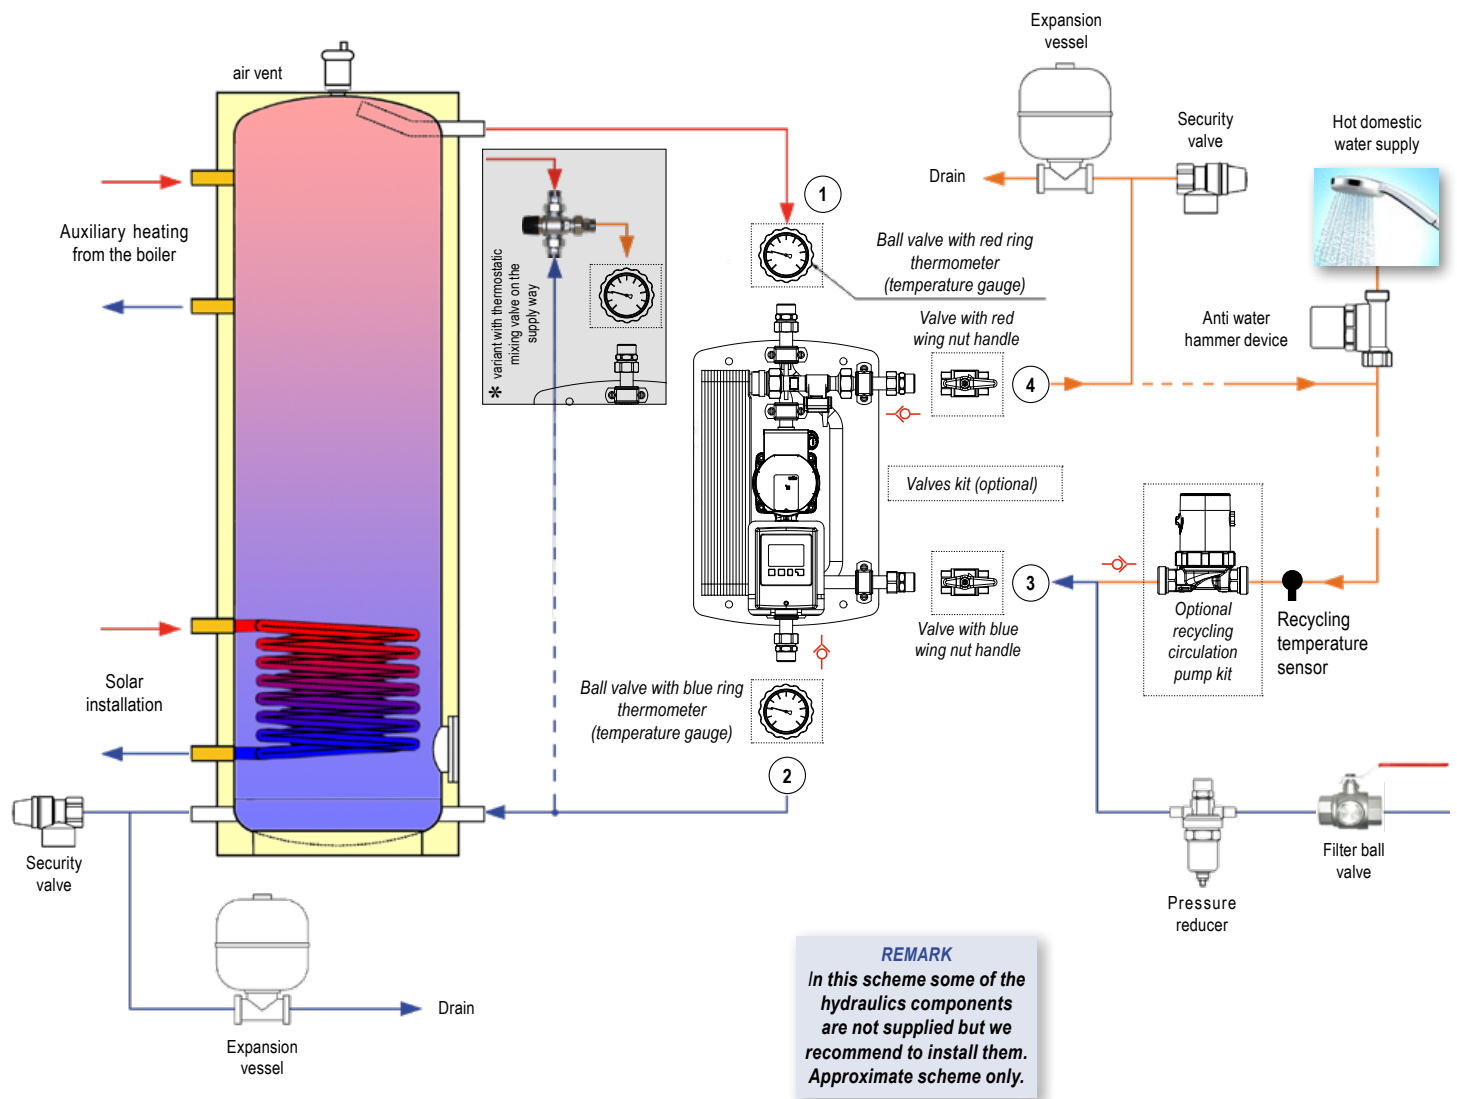 Expansion
vessel
air vent
Security
valve
Hot domestic
water supply
Drain
1
Auxiliary heating
from the boiler
Ball valve with red ring
thermometer
(temperature gauge)
* variant with thermostatic
mixing valve on the
supply way
Valve with red
wing nut handle
Anti water
hammer device
4
Valves kit (optional)
3
Optional
recycling
circulation
pump kit
Recycling
temperature
sensor
Valve with blue
wing nut handle
Solar
installation
Ball valve with blue ring
thermometer
(temperature gauge)
2
Security
valve
Filter ball
valve
Pressure
reducer
Drain
Expansion
vessel
REMARK
In this scheme some of the
hydraulics components
are not supplied but we
recommend to install them.
Approximate scheme only.